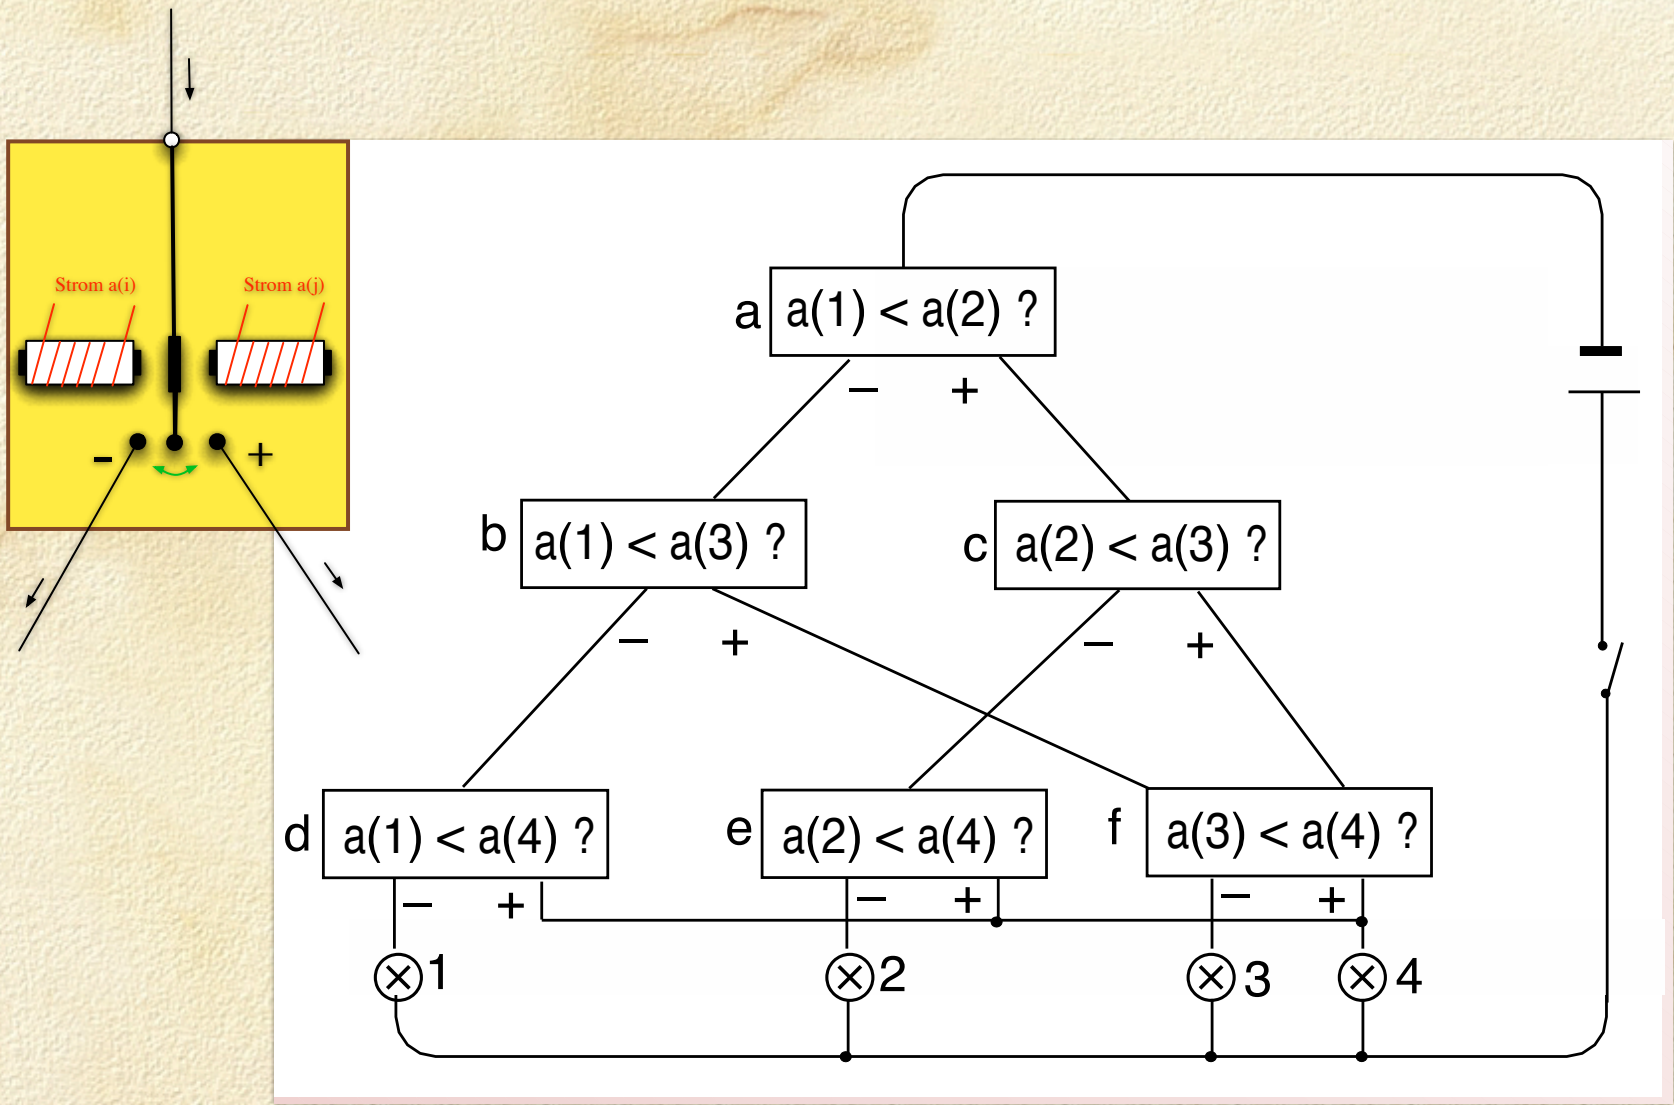 Strom a(i)
Strom a(j)
-
+
a
a(1) < a(2) ?
− +
b
a(1) < a(3) ?
c
a(2) < a(3) ?
− +
− +
d
a(1) < a(4) ?
e
a(2) < a(4) ?
f
a(3) < a(4) ?
− +
− +
− +
1
2
3
4